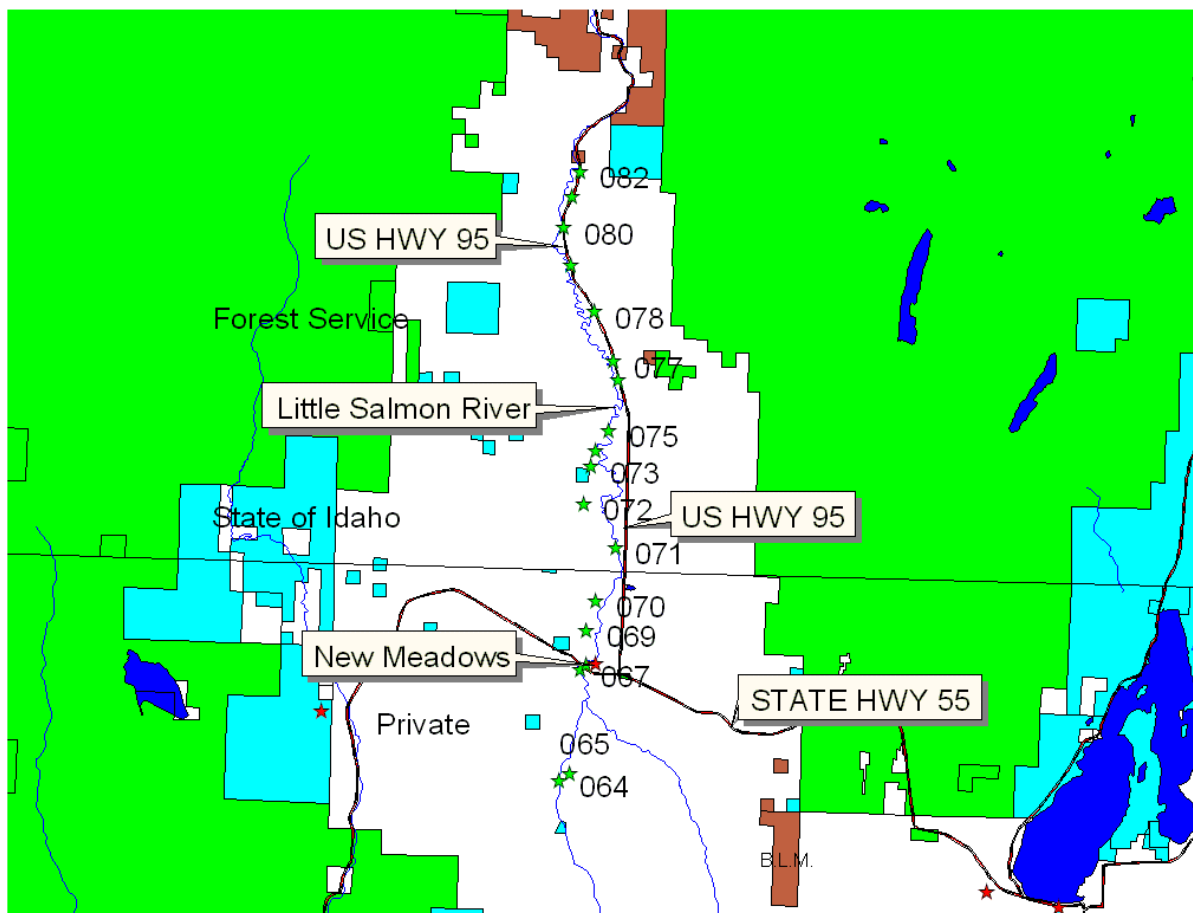 082
US HWY 95
080
Forest Service
078
077
Little Salmon River
075
073
072
State of Idaho
US HWY 95
071
070
069
New Meadows
067
STATE HWY 55
Private
065
064
B.L.M.